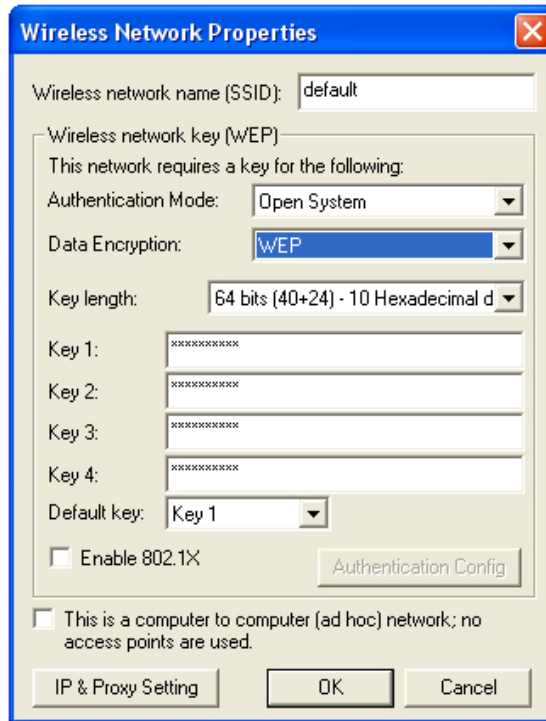 Wireless Network Properties
Wireless network name (SSID): default
Wireless network key (WEP)
This network requires a key for the following:
Authentication Mode: Open System
Data Encryption: WEP
Key length: 64 bits (40+24) - 10 Hexadecimal d
Key 1: **********
Key 2: **********
Key 3: **********
Key 4: **********
Default key: Key 1
Enable 802.1X
Authentication Config
This is a computer to computer (ad hoc) network; no
access points are used.
IP & Proxy Setting OK Cancel